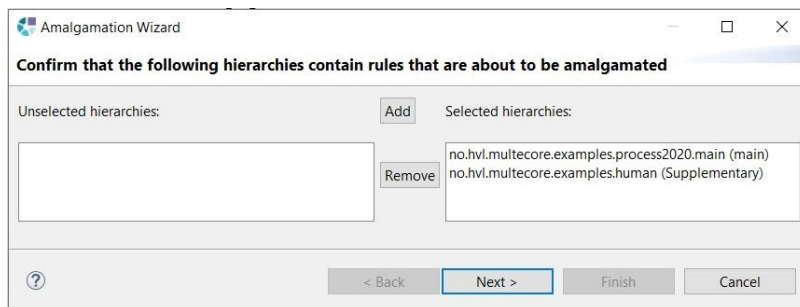 Amalgamation Wizard
Confirm that the following hierarchies contain rules that are about to be amalgamated
Unselected hierarchies:
Add
Selected hierarchies:
no.hvl.multecore.examples.process2020.main (main)
no.hvl.multecore.examples.human (Supplementary)
Remove
?
< Back
Next >
Finish
Cancel